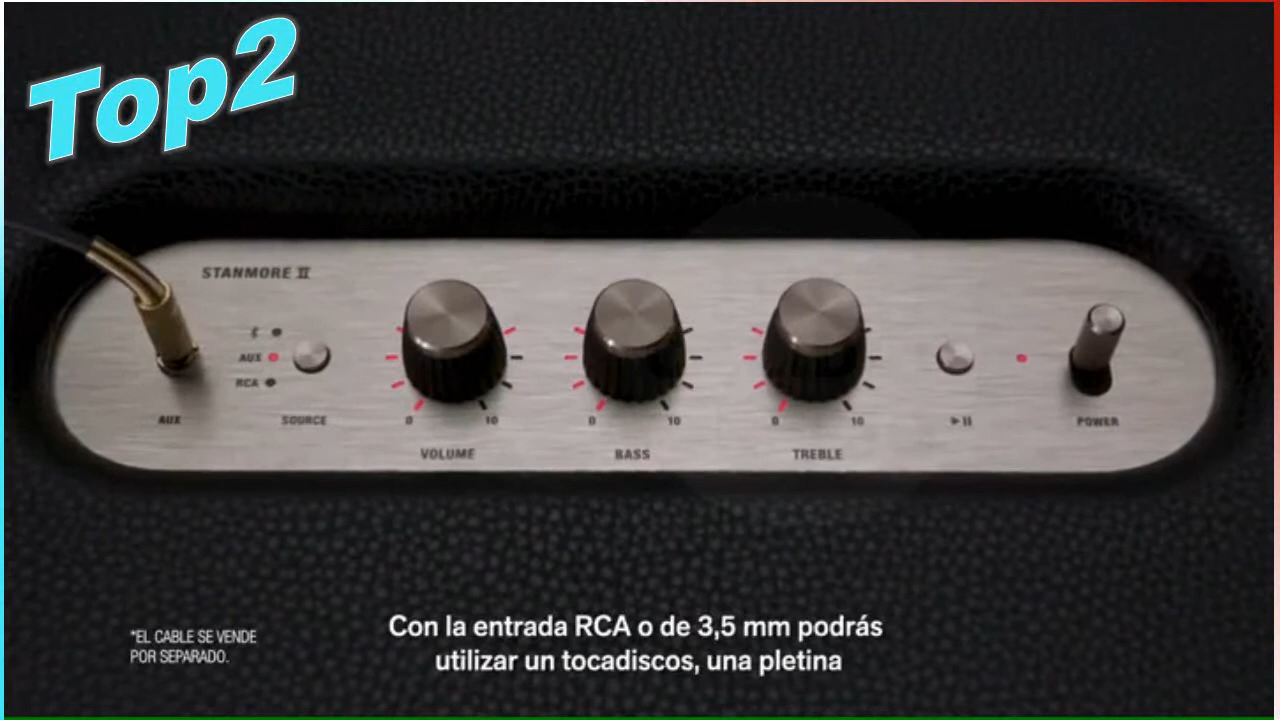 Top2
STANMORE II
AUX
RCA
AUX
SOURCE
0
10
VOLUME
0
10
BASS
0
10
TREBLE
POWER
*EL CABLE SE VENDE
POR SEPARADO.
Con la entrada RCA o de 3,5 mm podrás
utilizar un tocadiscos, una pletina